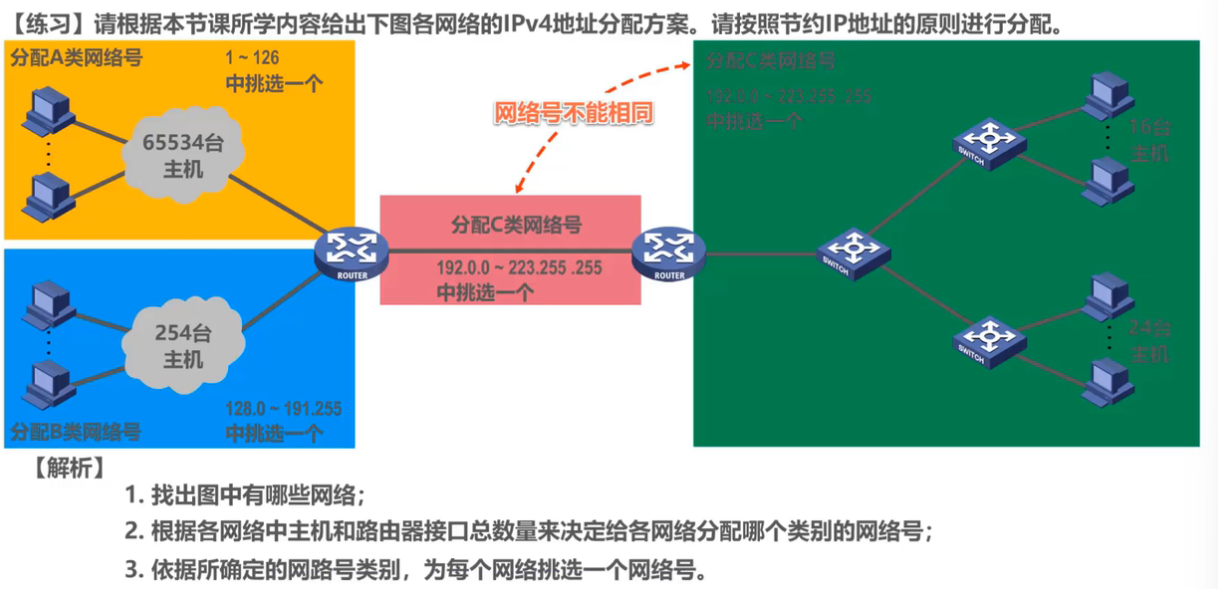 【练习】请根据本节课所学内容给出下图各网络的IPv4地址分配方案。请按照节约IP地址的原则进行分配。
分配A类网络号
1 ~ 126
中挑选一个
65534台
主机
ROUTER
254台
主机
128.0 ~ 191.255
中挑选一个
分配B类网络号
网络号不能相同
分配C类网络号
192.0.0 ~ 223.255 .255
中挑选一个
ROUTER
分配C类网络号
192.0.0 ~ 223.255 .255
中挑选一个
SWITCH
SWITCH
16台
主机
SWITCH
24台
主机
【解析】
1. 找出图中有哪些网络；
2. 根据各网络中主机和路由器接口总数量来决定给各网络分配哪个类别的网络号；
3. 依据所确定的网路号类别，为每个网络挑选一个网络号。